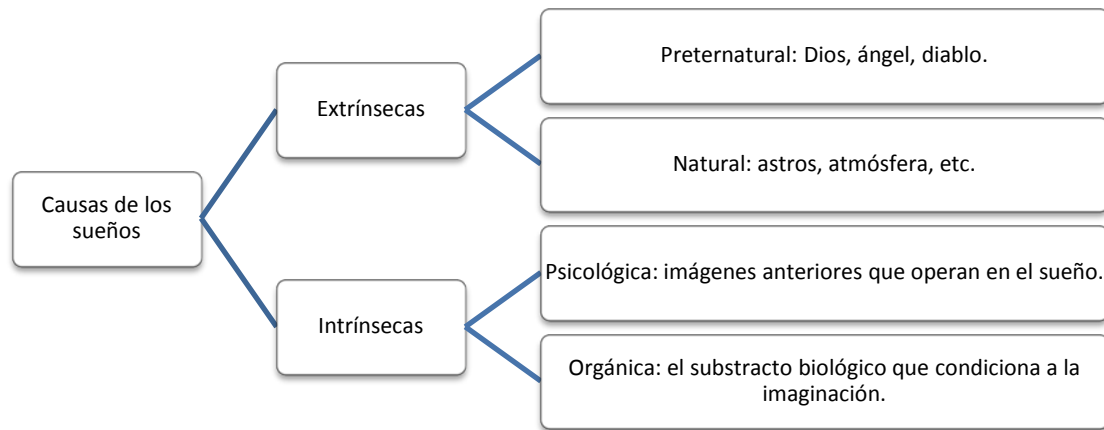 Preternatural: Dios, ángel, diablo.
Extrínsecas
Natural: astros, atmósfera, etc.
Causas de los
sueños
Psicológica: imágenes anteriores que operan en el sueño.
Intrínsecas
Orgánica: el substracto biológico que condiciona a la
imaginación.